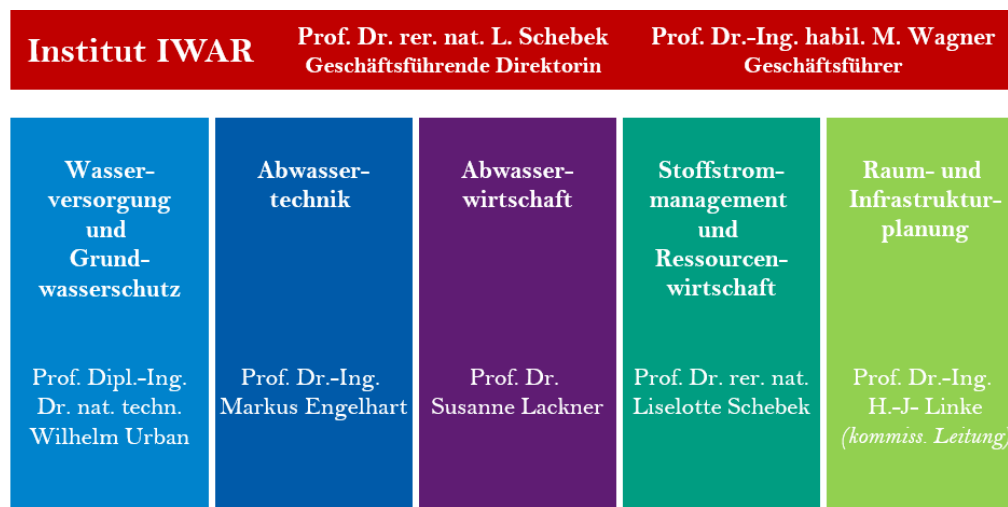 Institut IWAR
Prof. Dr. rer. nat. L. Schebek
Geschäftsführende Direktorin
Prof. Dr.-Ing. habil. M. Wagner
Geschäftsführer
Wasser-
versorgung
und
Grund-
wasserschutz
Prof. Dipl.-Ing.
Dr. nat. techn.
Wilhelm Urban
Abwasser-
technik
Prof. Dr.-Ing.
Markus Engelhart
Abwasser-
wirtschaft
Prof. Dr.
Susanne Lackner
Stoffstrom-
management
und
Ressourcen-
wirtschaft
Prof. Dr. rer. nat.
Liselotte Schebek
Raum- und
Infrastruktur-
planung
Prof. Dr.-Ing.
H.-J- Linke
(kommiss. Leitung)